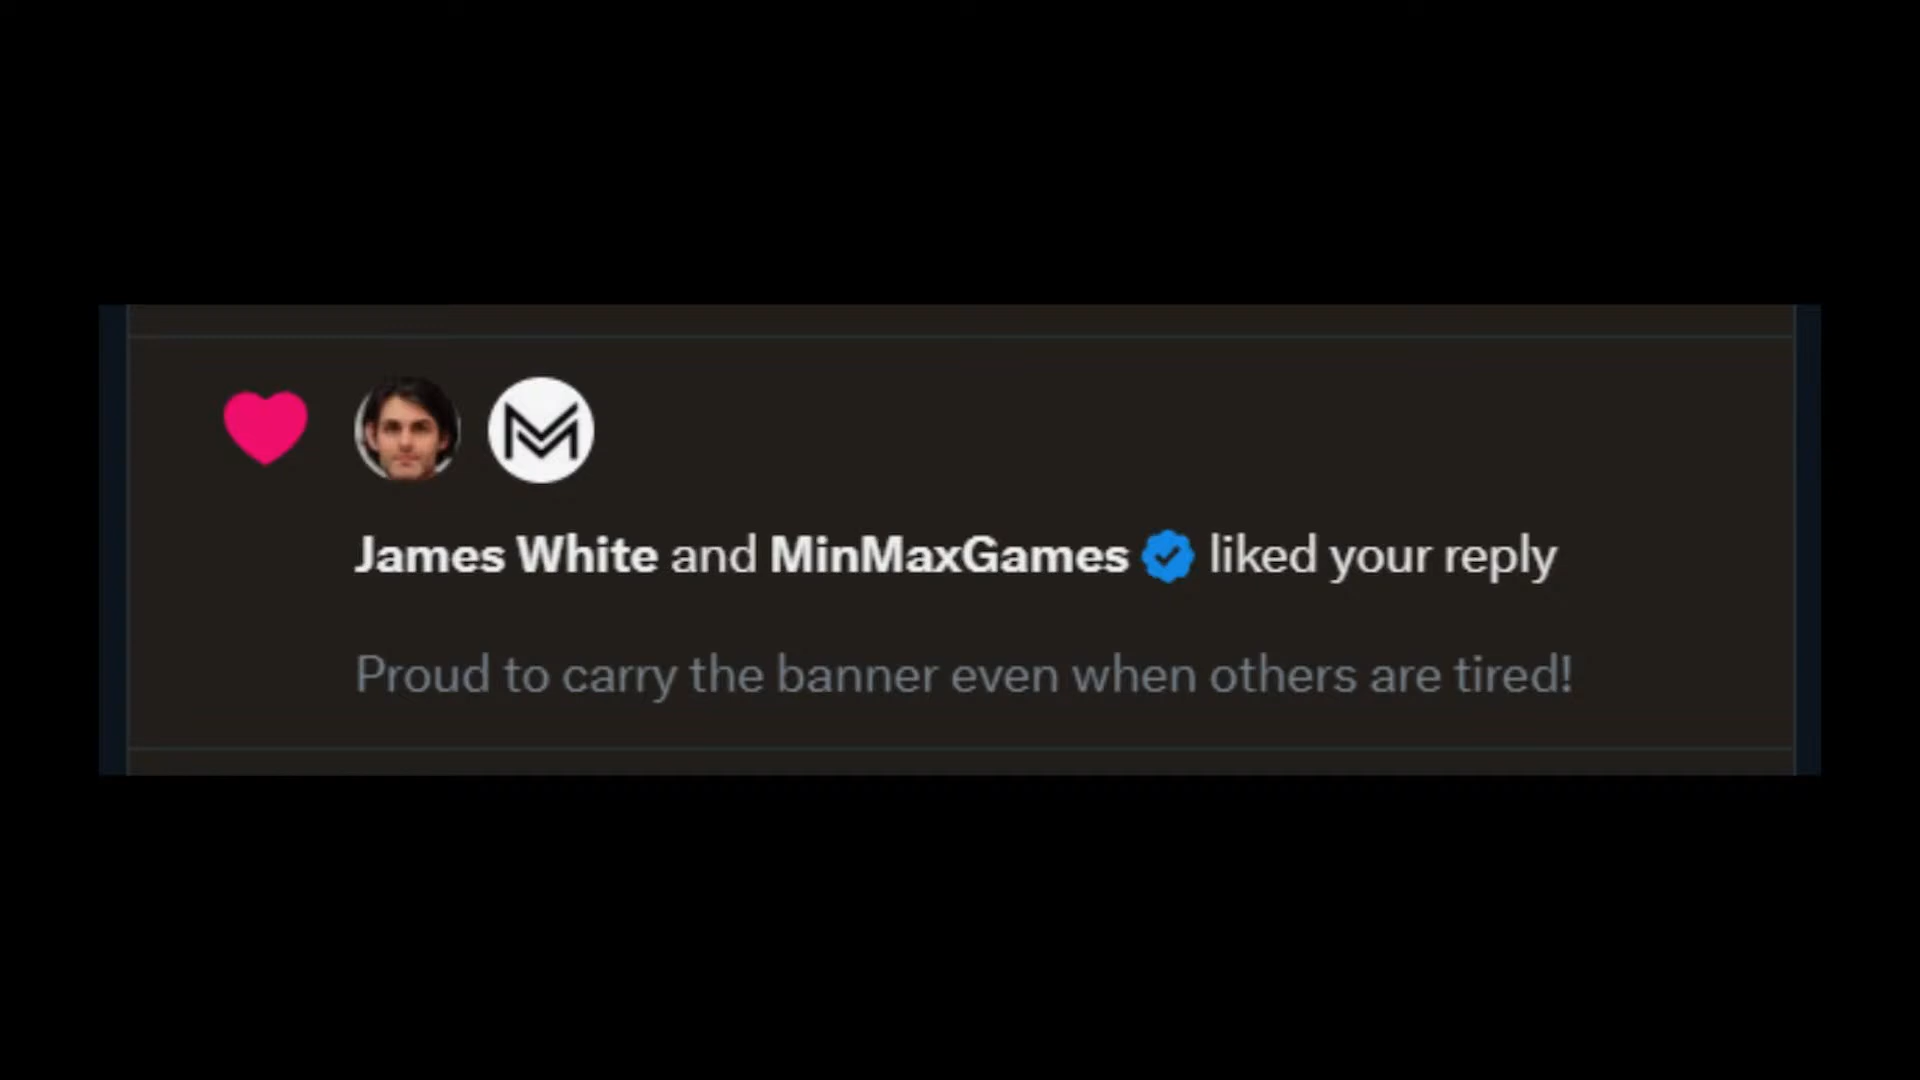 James White and MinMaxGames liked your reply
Proud to carry the banner even when others are tired!